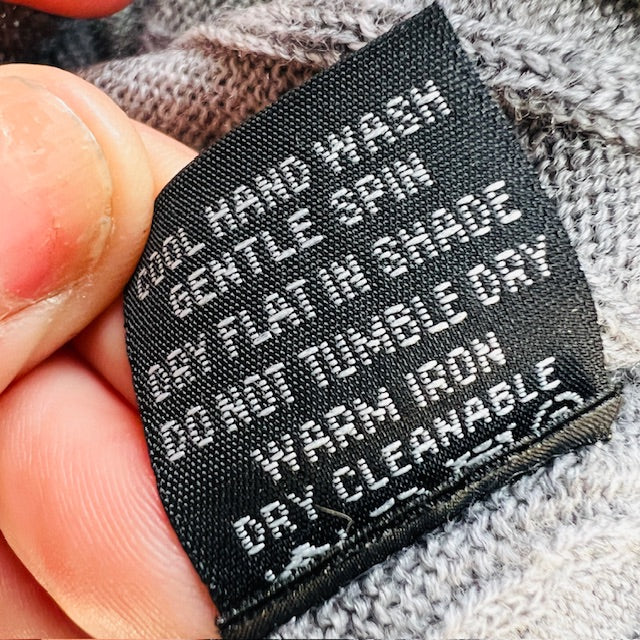 COOL HAND WASH
GENTLE SPIN
DRY FLAT IN SHADE
DO NOT TUMBLE DRY
WARM IRON
DRY CLEANABLE